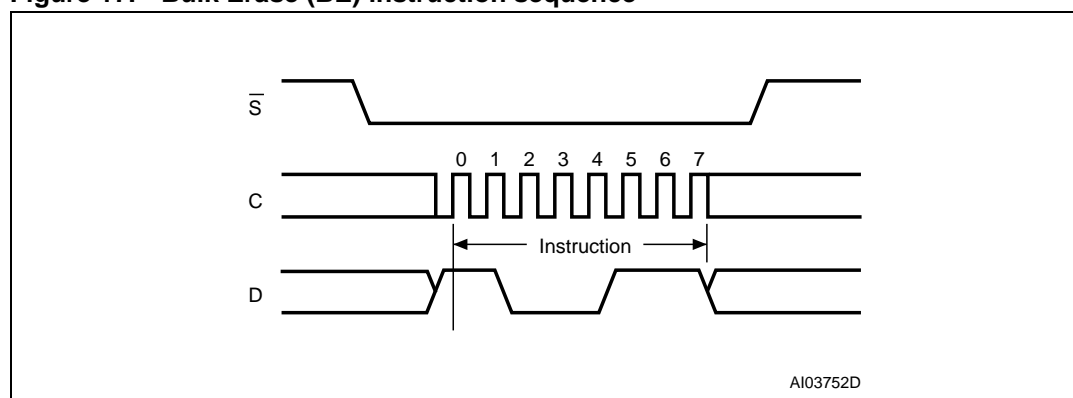 Figure 17. Bulk Erase (BE) instruction sequence
S̅
0 1 2 3 4 5 6 7
C
Instruction
D
AI03752D